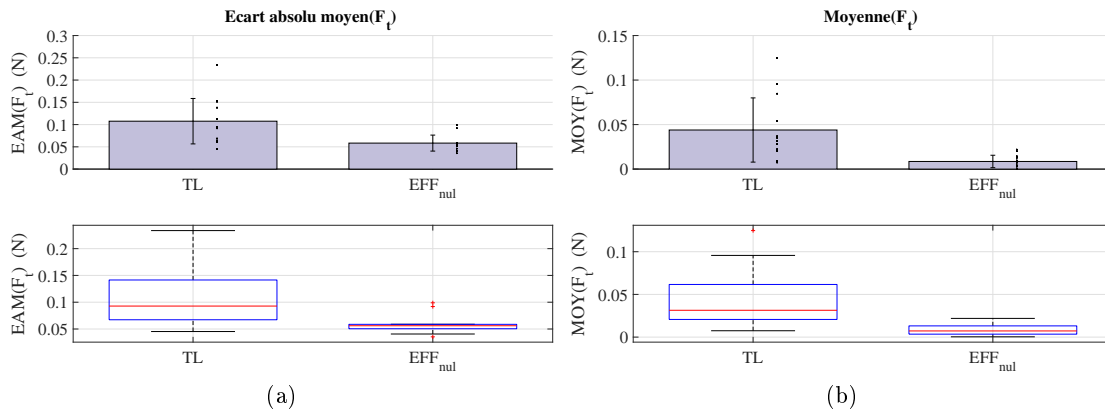 Ecart absolu moyen(F_t)
EAM(F_t) (N)
0.3
0.25
0.2
0.15
0.1
0.05
0
TL
EFF_nul
EAM(F_t) (N)
0.2
0.15
0.1
0.05
TL
EFF_nul
(a)
Moyenne(F_t)
MOY(F_t) (N)
0.15
0.1
0.05
0
TL
EFF_nul
MOY(F_t) (N)
0.1
0.05
0
TL
EFF_nul
(b)